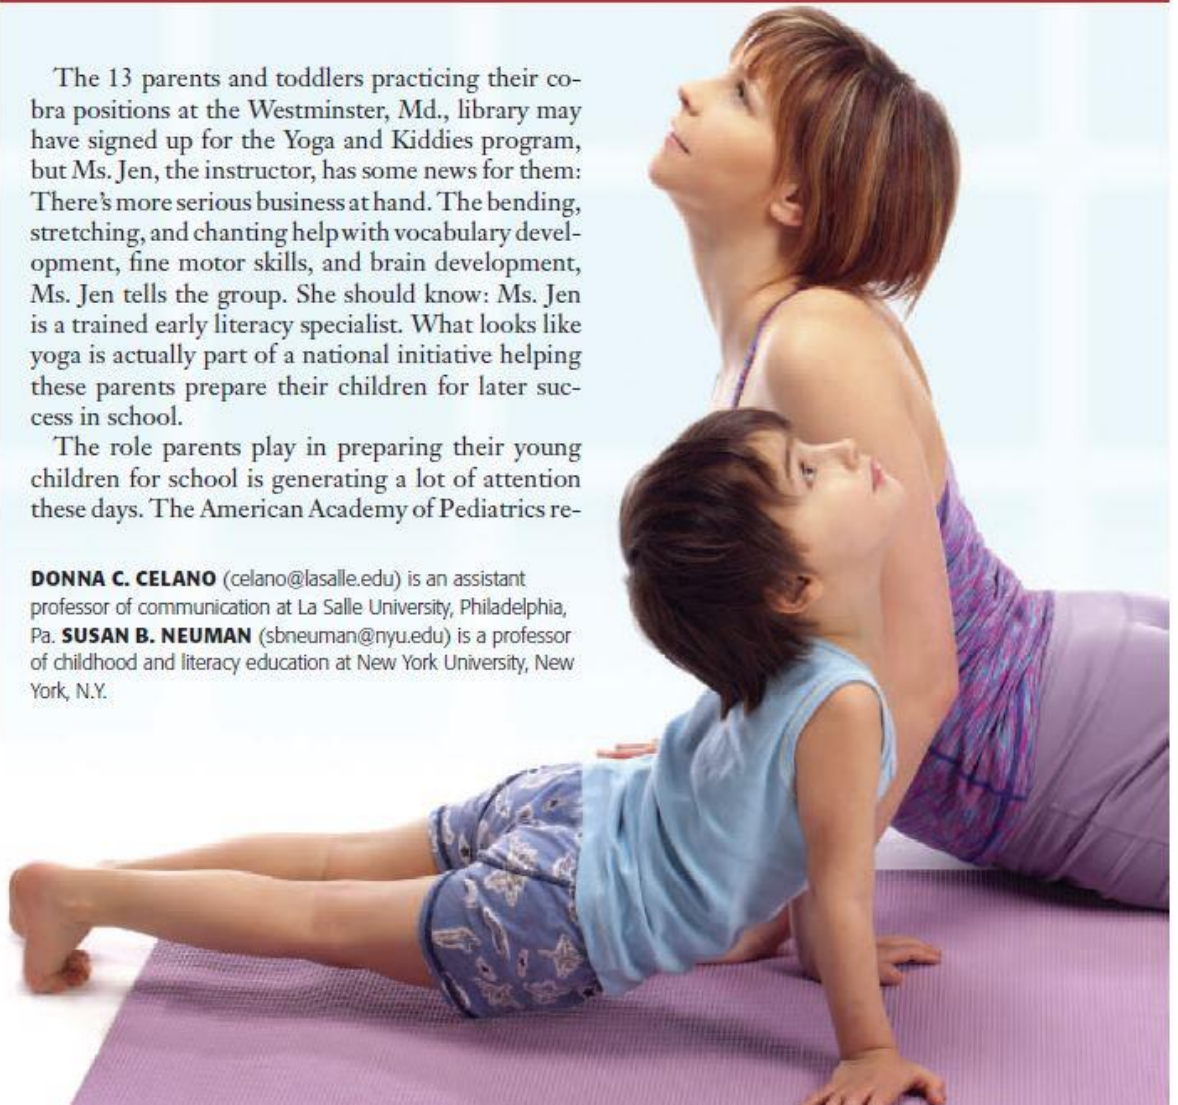 The 13 parents and toddlers practicing their co-
bra positions at the Westminster, Md., library may
have signed up for the Yoga and Kiddies program,
but Ms. Jen, the instructor, has some news for them:
There's more serious business at hand. The bending,
stretching, and chanting help with vocabulary devel-
opment, fine motor skills, and brain development,
Ms. Jen tells the group. She should know: Ms. Jen
is a trained early literacy specialist. What looks like
yoga is actually part of a national initiative helping
these parents prepare their children for later suc-
cess in school.
The role parents play in preparing their young
children for school is generating a lot of attention
these days. The American Academy of Pediatrics re-
DONNA C. CELANO (celano@lasalle.edu) is an assistant
professor of communication at La Salle University, Philadelphia,
Pa. SUSAN B. NEUMAN (sbneuman@nyu.edu) is a professor
of childhood and literacy education at New York University, New
York, N.Y.